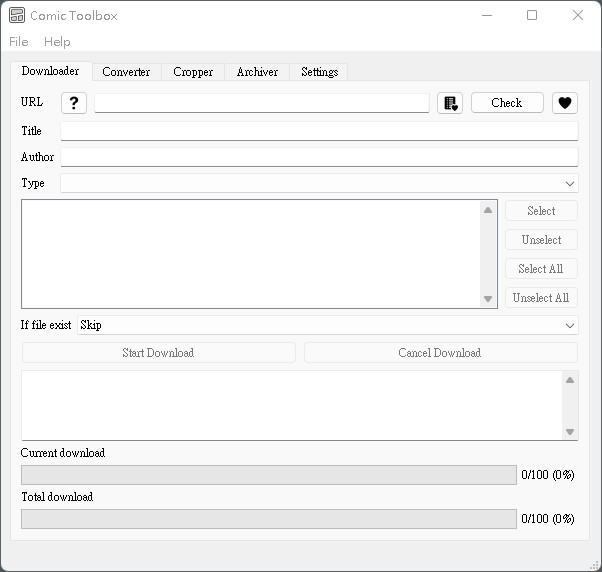 Comic Toolbox
File Help
Downloader Converter Cropper Archiver Settings
URL ? Check
Title
Author
Type
Select
Unselect
Select All
Unselect All
If file exist Skip
Start Download Cancel Download
Current download
0/100 (0%)
Total download
0/100 (0%)